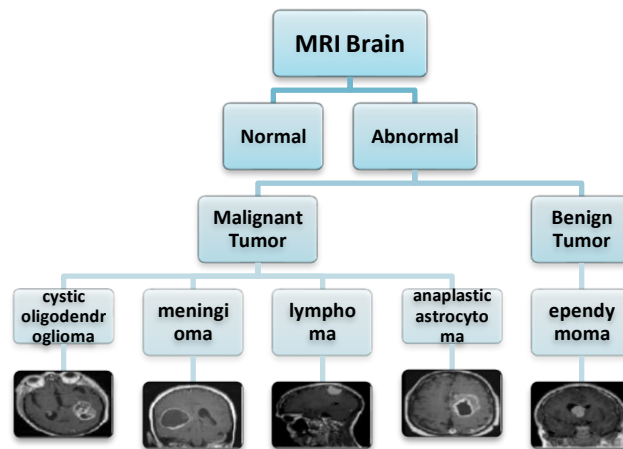 MRI Brain
Normal
Abnormal
Malignant
Tumor
Benign
Tumor
cystic
oligodendr
oglioma
meningi
oma
lympho
ma
anaplastic
astrocyto
ma
ependy
moma